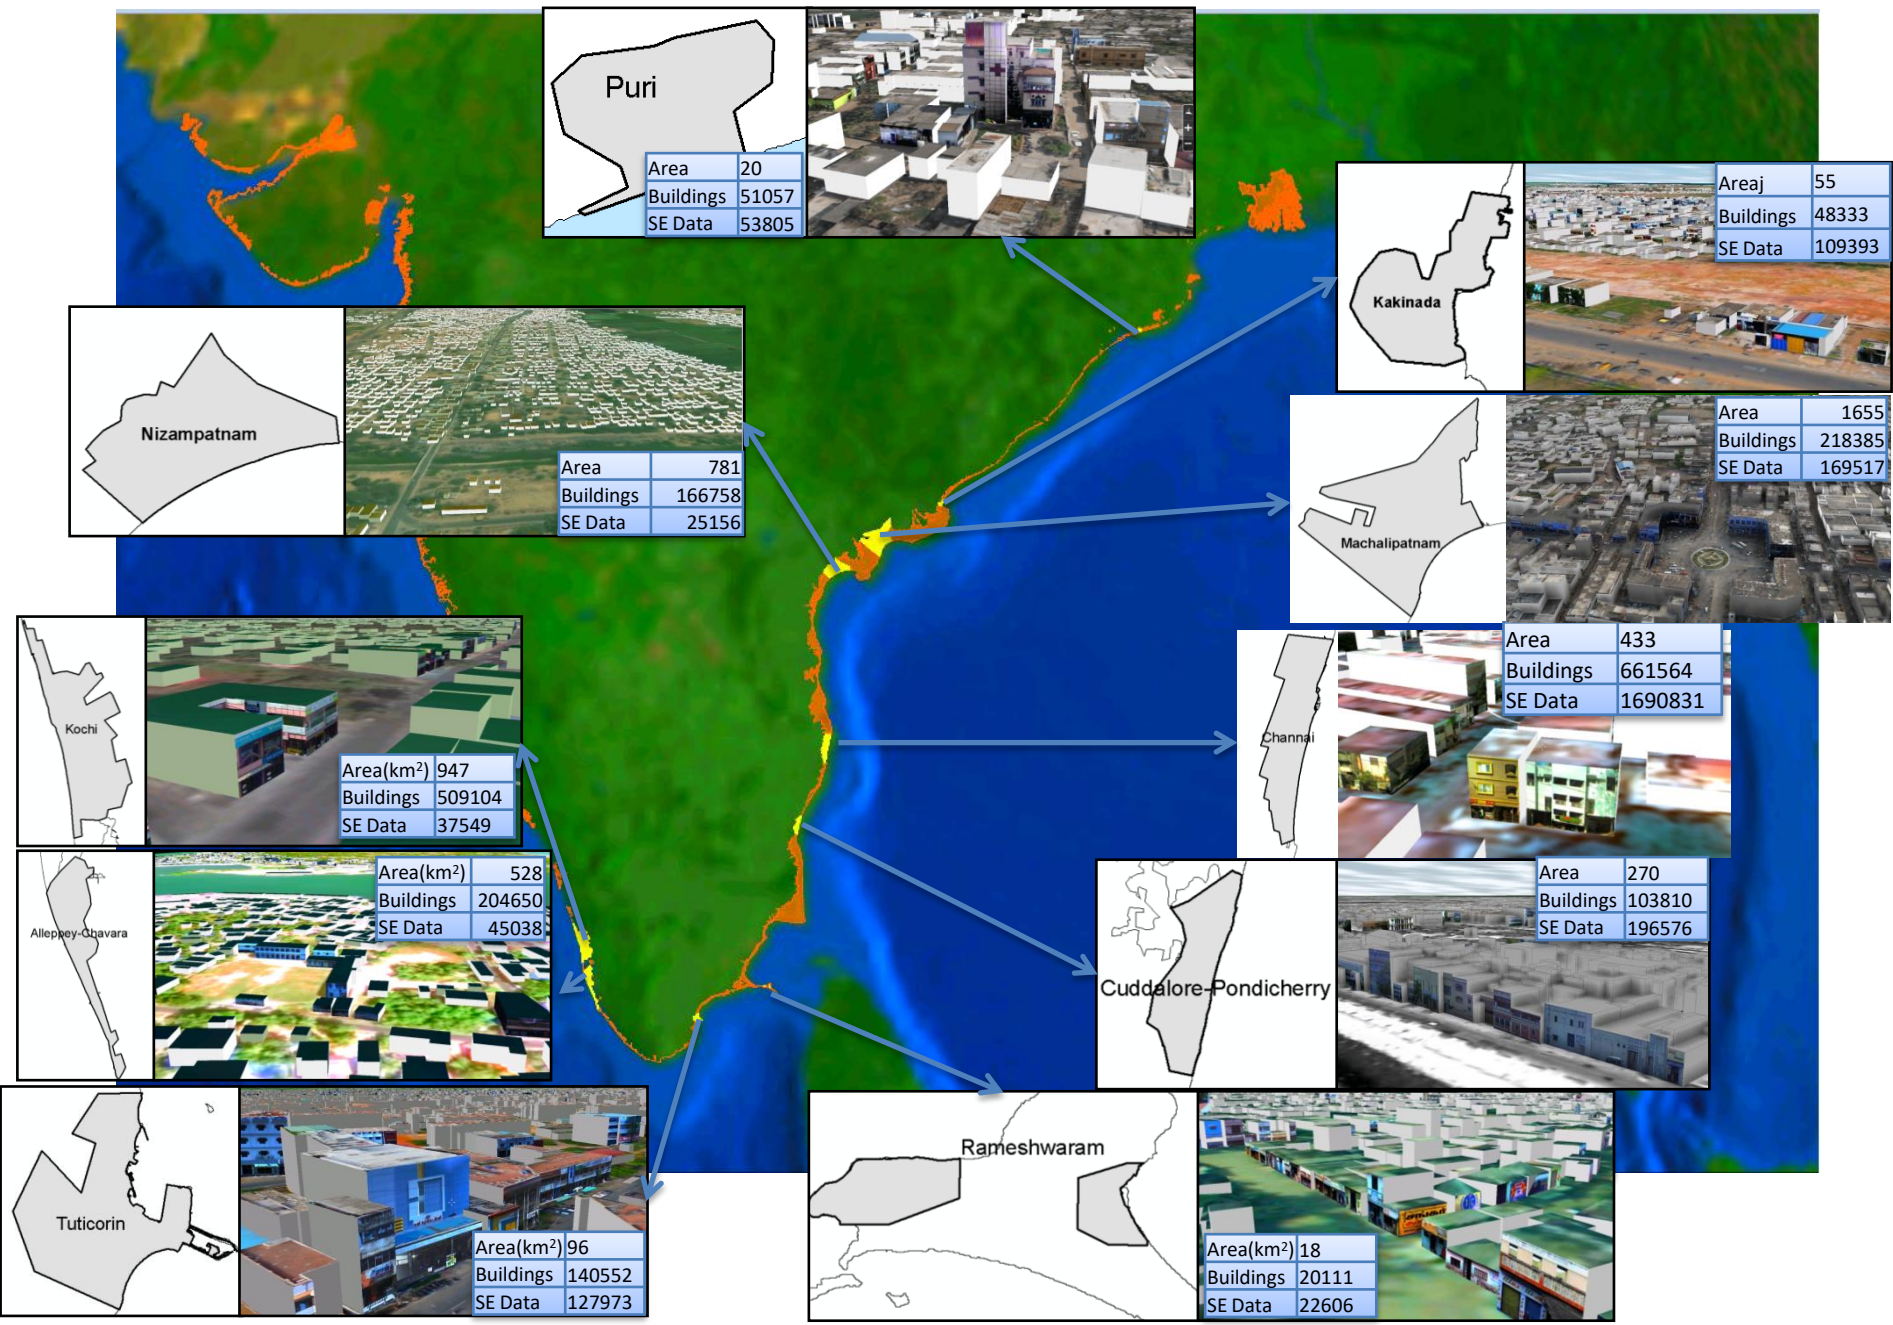 Puri
Area 20
Buildings 51057
SE Data 53805
Areaj 55
Buildings 48333
SE Data 109393
Kakinada
Nizampatnam
Area 781
Buildings 166758
SE Data 25156
Area 1655
Buildings 218385
SE Data 169517
Machalipatnam
Kochi
Area(km²) 947
Buildings 509104
SE Data 37549
Area 433
Buildings 661564
SE Data 1690831
Channai
Alleppey-Chavara
Area(km²) 528
Buildings 204650
SE Data 45038
Area 270
Buildings 103810
SE Data 196576
Cuddalore-Pondicherry
Tuticorin
Area(km²) 96
Buildings 140552
SE Data 127973
Rameshwaram
Area(km²) 18
Buildings 20111
SE Data 22606